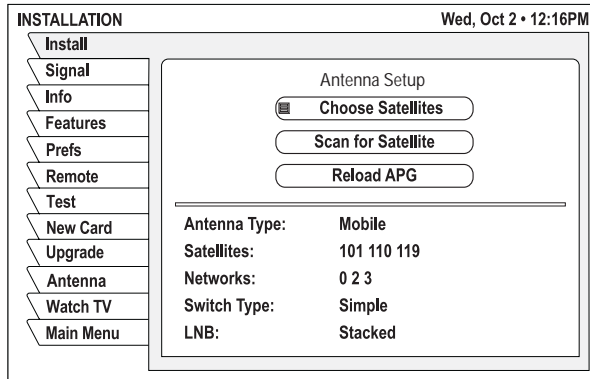 INSTALLATION Wed, Oct 2 • 12:16PM
Install
Signal
Info
Features
Prefs
Remote
Test
New Card
Upgrade
Antenna
Watch TV
Main Menu
Antenna Setup
Choose Satellites
Scan for Satellite
Reload APG
Antenna Type: Mobile
Satellites: 101 110 119
Networks: 0 2 3
Switch Type: Simple
LNB: Stacked